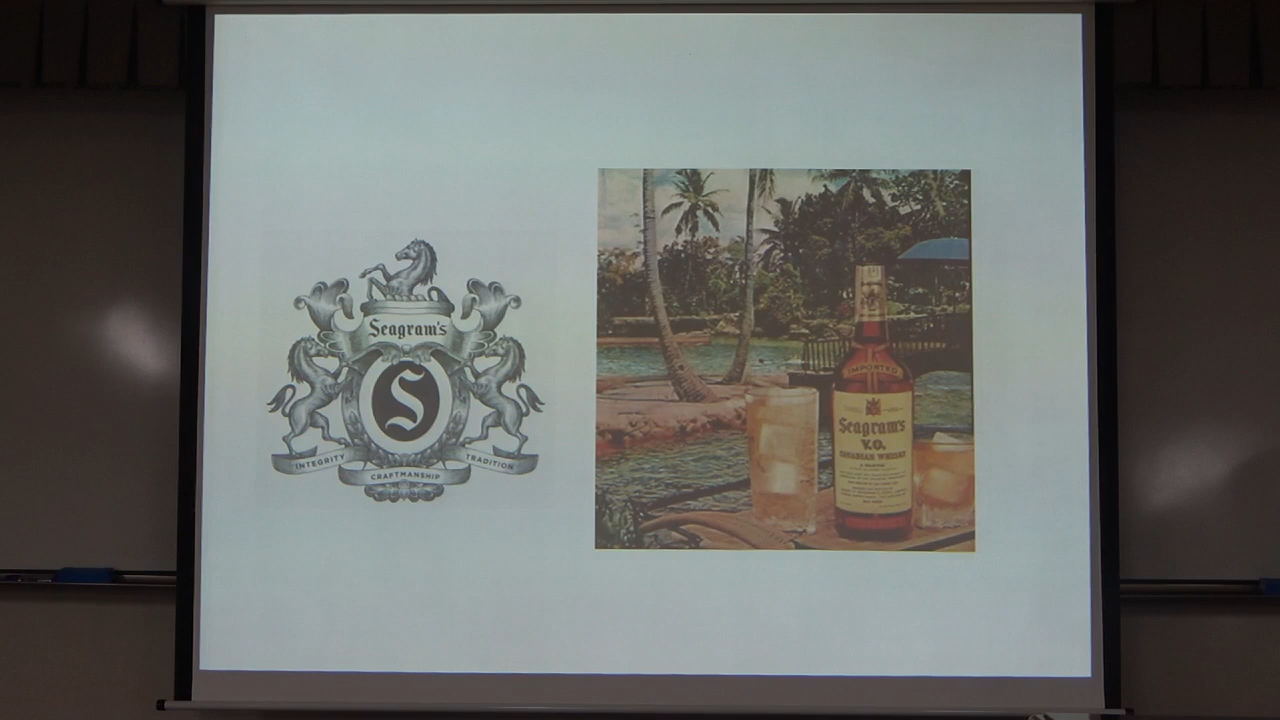 Seagram's
S
INTEGRITY
CRAFTMANSHIP
TRADITION
IMPORTED
Seagram's
V.O.
CANADIAN WHISKY